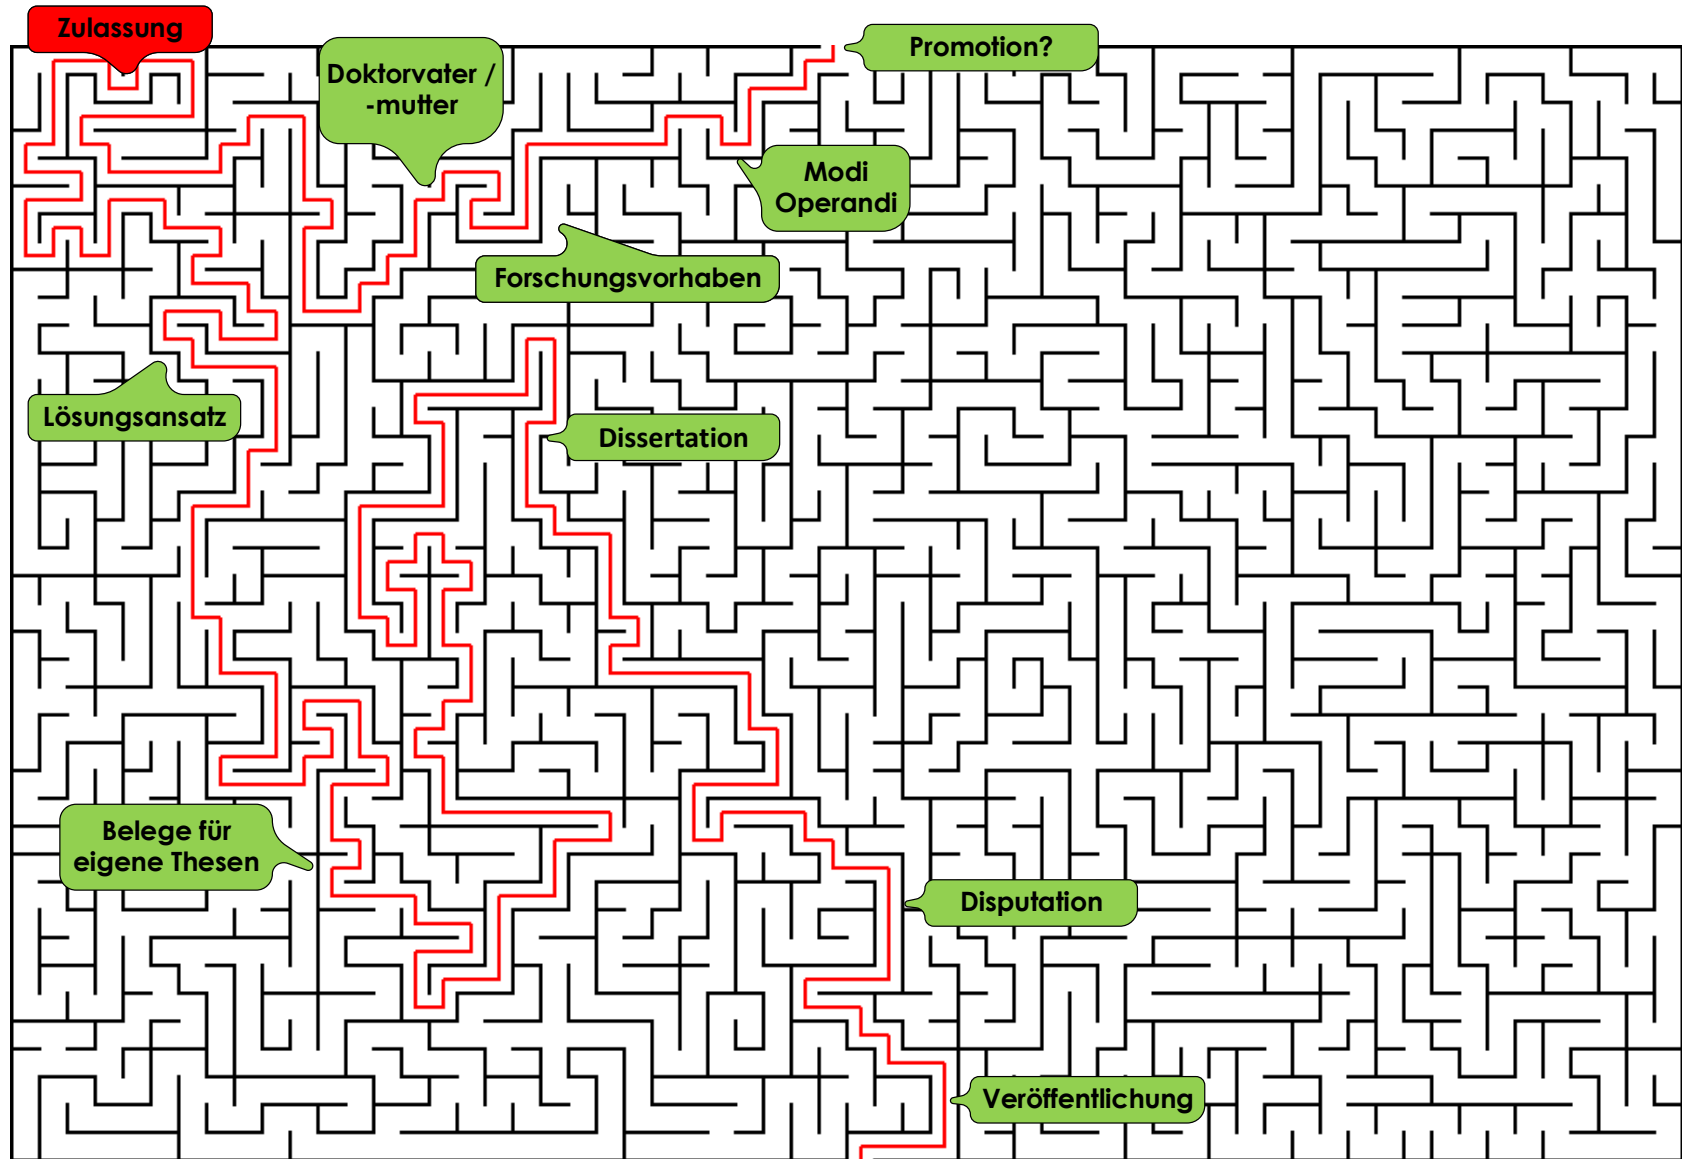 Zulassung
Promotion?
Doktorvater /
-mutter
Modi
Operandi
Forschungsvorhaben
Lösungsansatz
Dissertation
Belege für
eigene Thesen
Disputation
Veröffentlichung